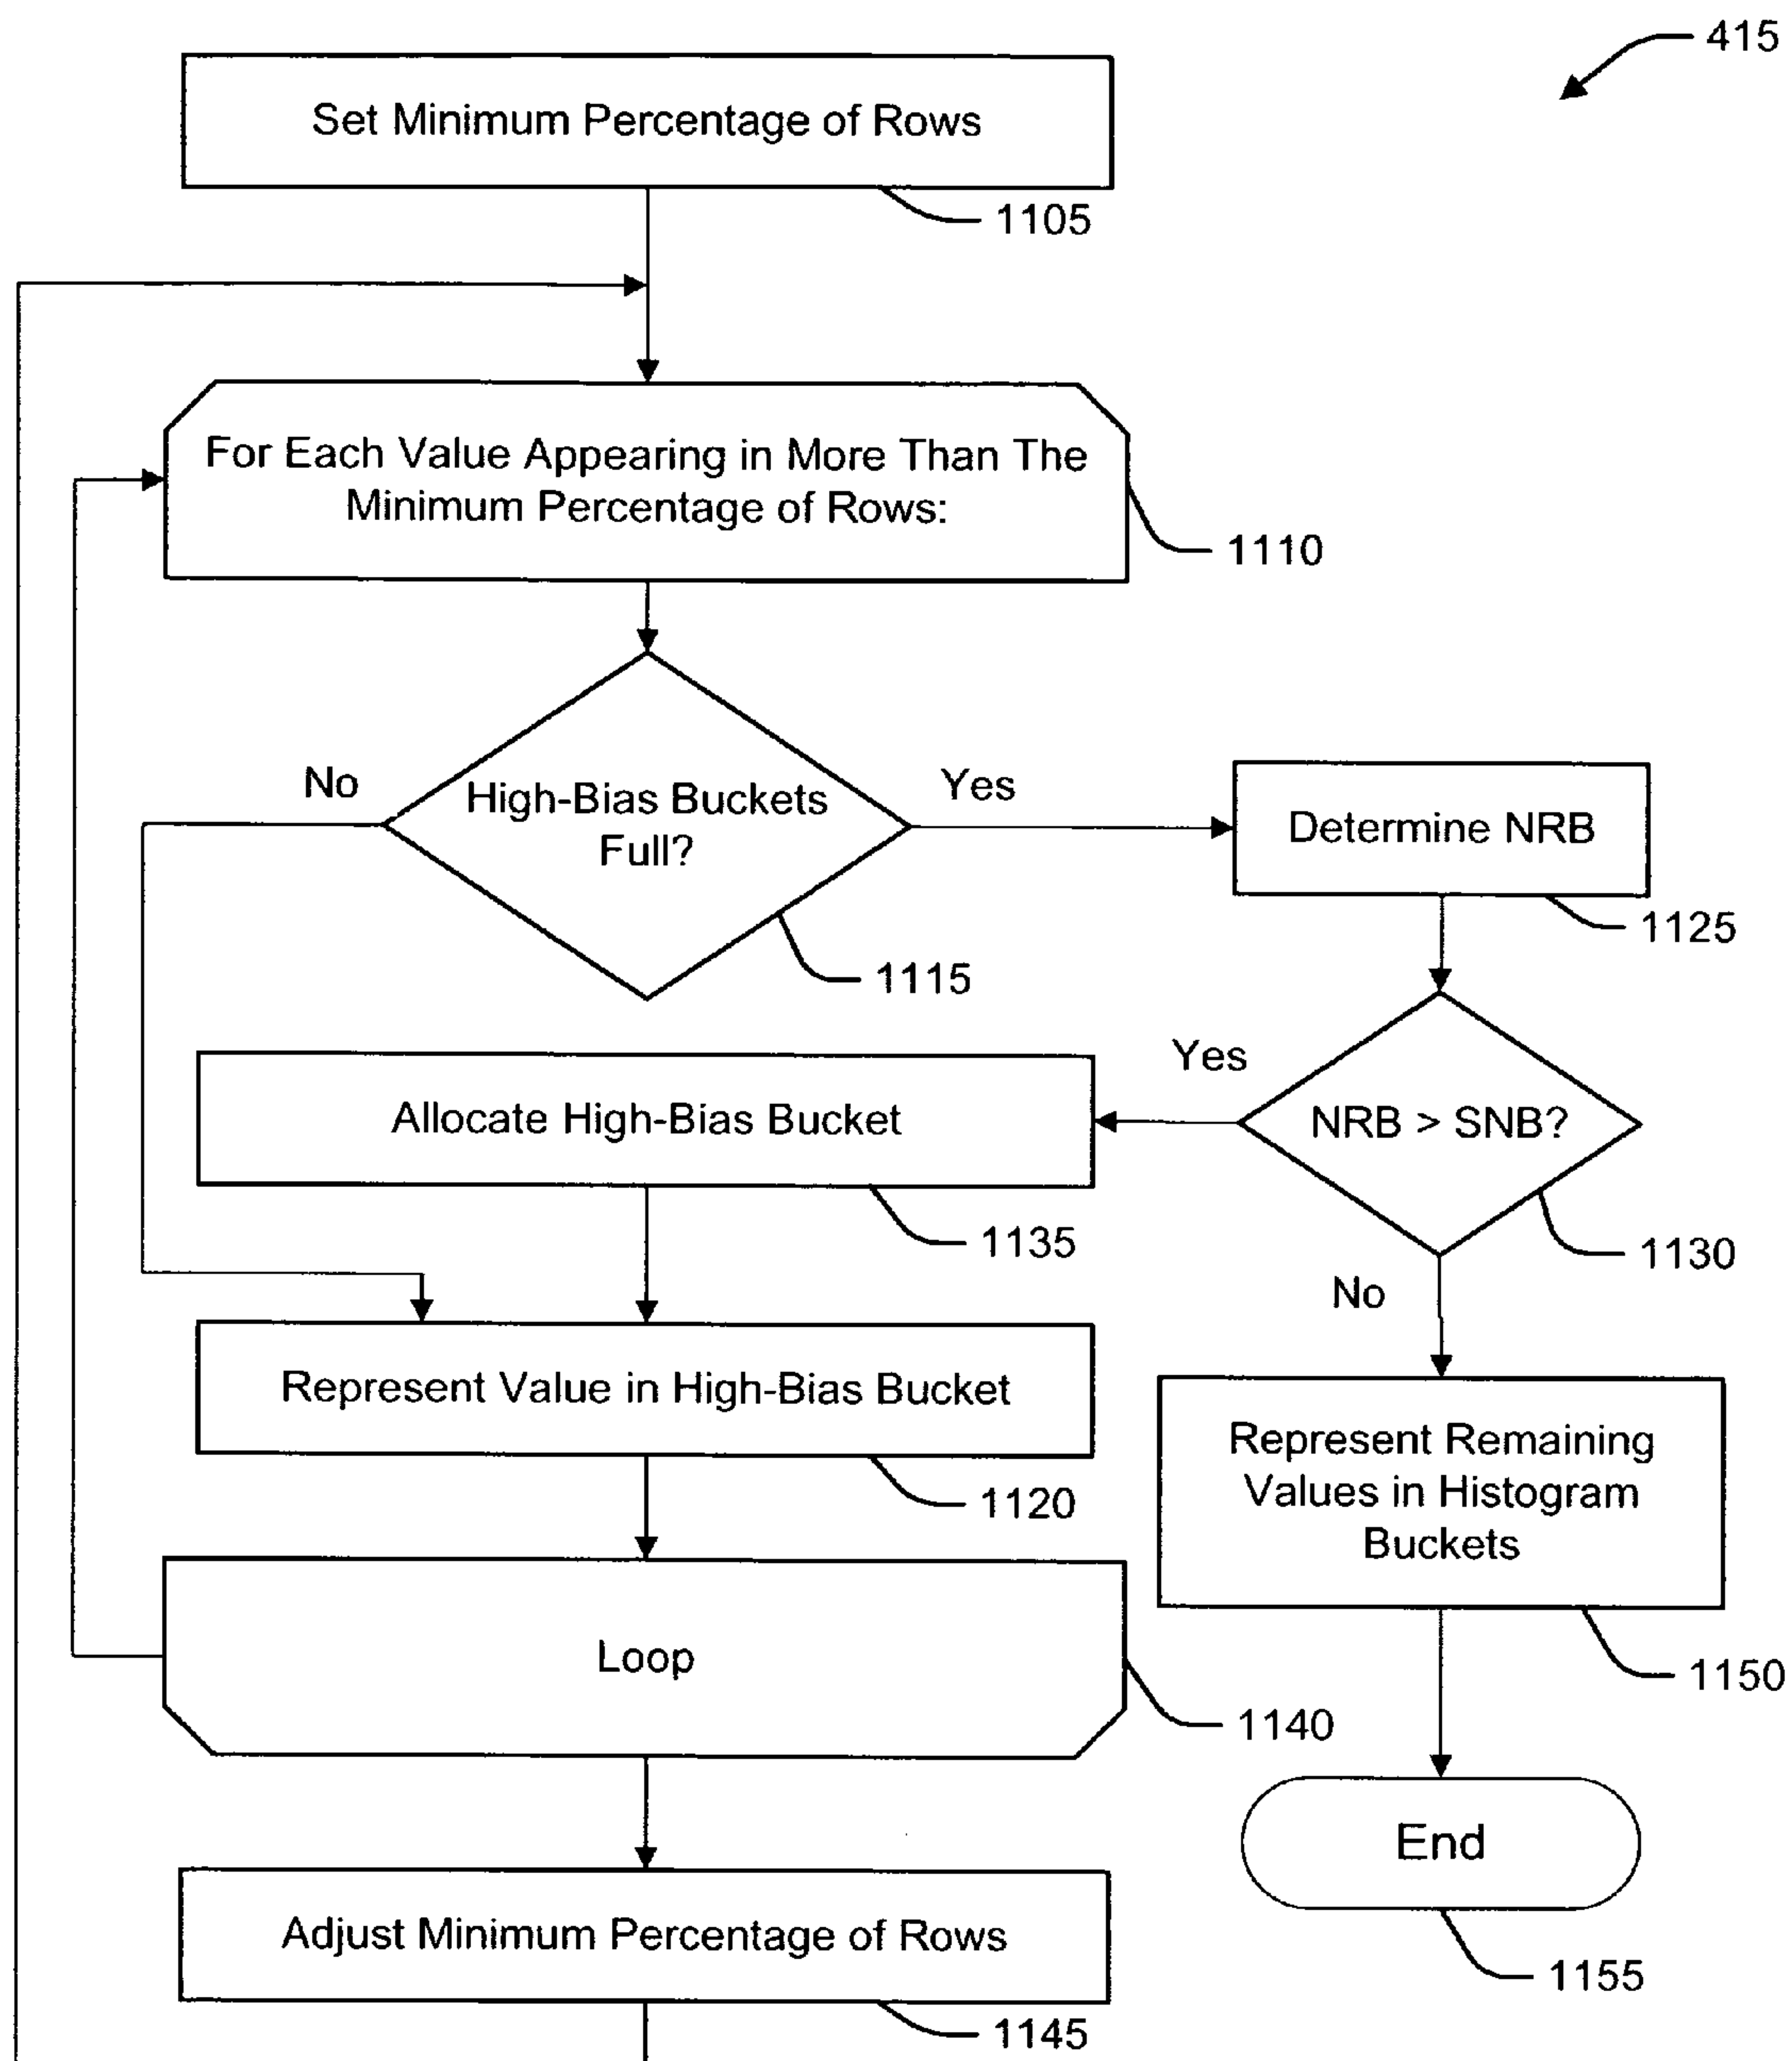 415
Set Minimum Percentage of Rows
1105
For Each Value Appearing in More Than The
Minimum Percentage of Rows:
1110
High-Bias Buckets
Full?
No
Yes
1115
Determine NRB
1125
NRB > SNB?
Yes
No
1130
Allocate High-Bias Bucket
1135
Represent Value in High-Bias Bucket
1120
Represent Remaining
Values in Histogram
Buckets
1150
Loop
1140
End
1155
Adjust Minimum Percentage of Rows
1145